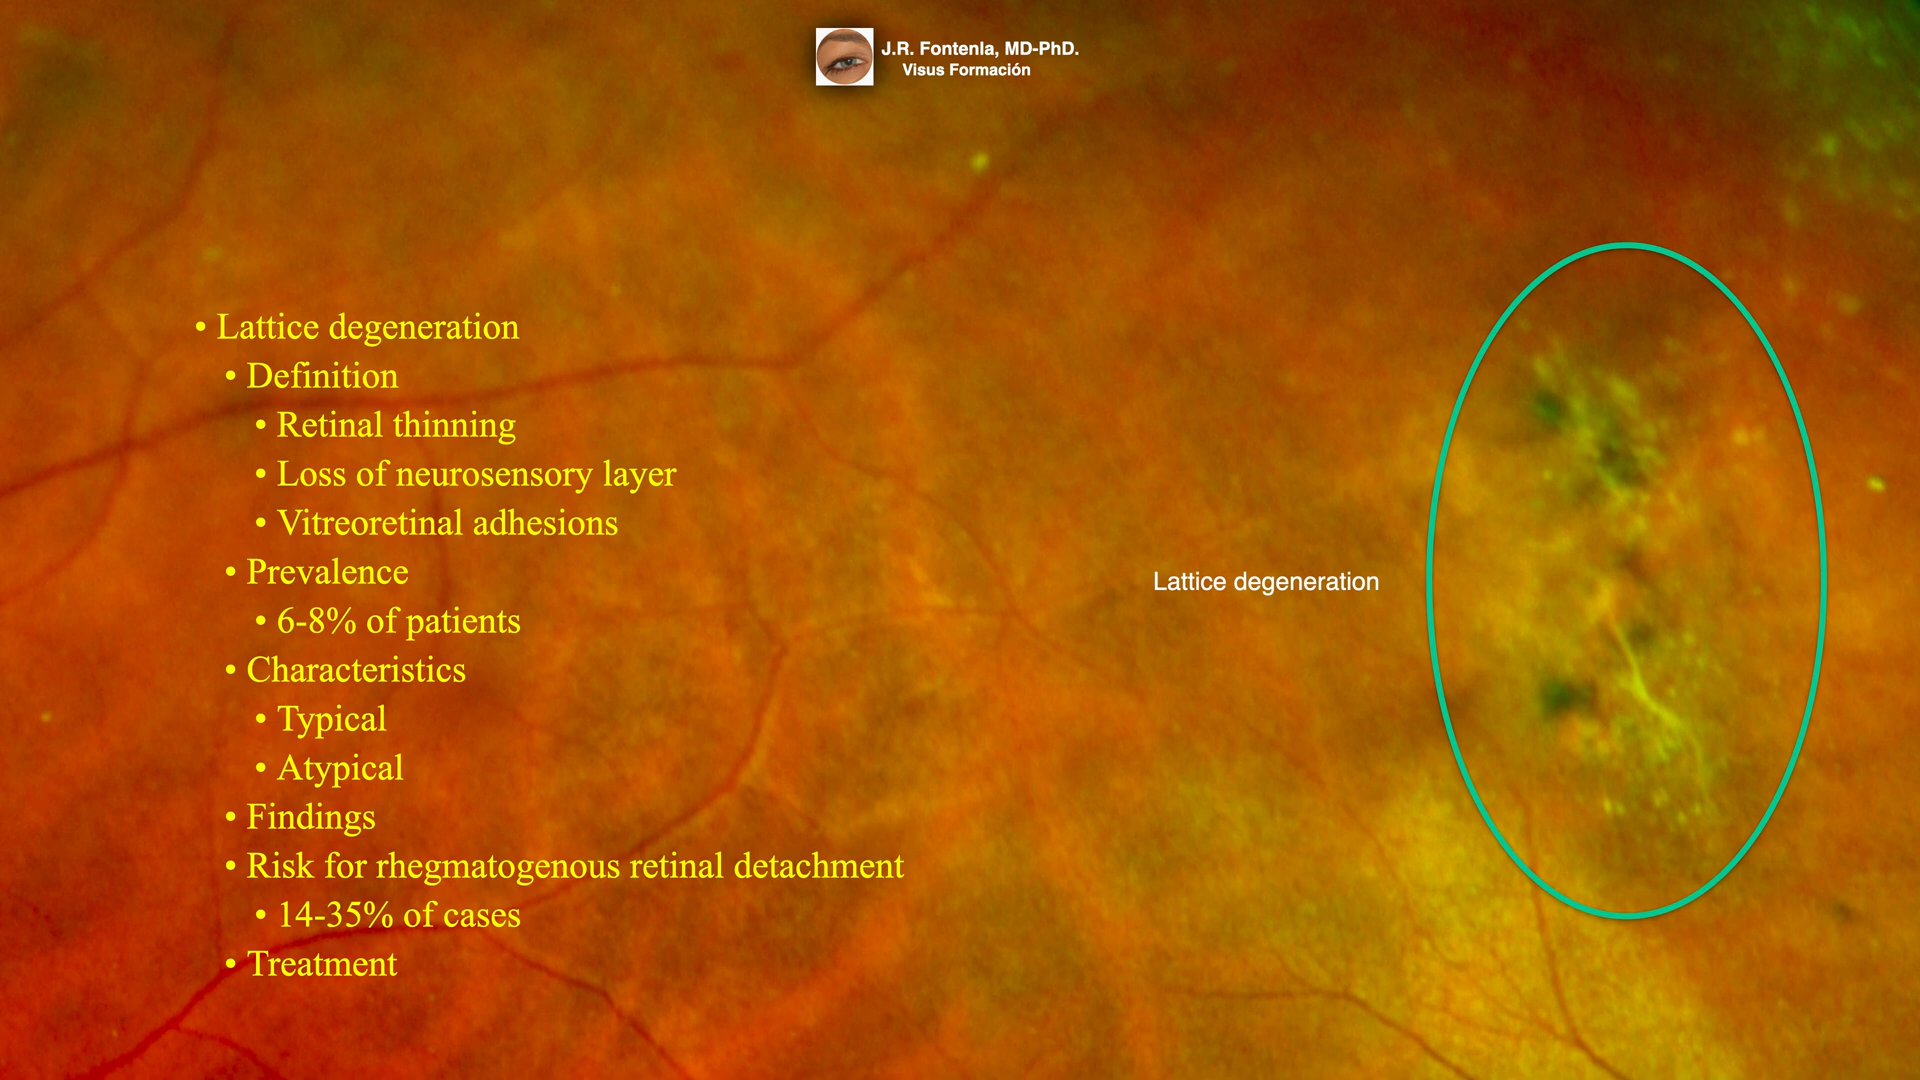 J.R. Fontenla, MD-PhD.
Visus Formación
• Lattice degeneration
• Definition
• Retinal thinning
• Loss of neurosensory layer
• Vitreoretinal adhesions
• Prevalence
• 6-8% of patients
• Characteristics
• Typical
• Atypical
• Findings
• Risk for rhegmatogenous retinal detachment
• 14-35% of cases
• Treatment
Lattice degeneration